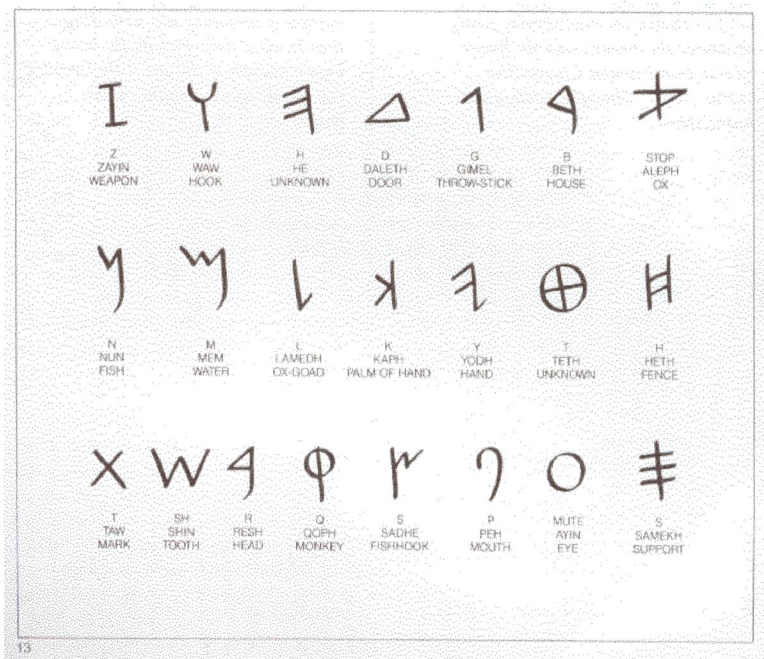 𐤀 𐤁 𐤂 𐤃 𐤄 𐤅 𐤆
Z W H D G B STOP
ZAYIN WAW HE DALETH GIMEL BETH ALEPH
WEAPON HOOK UNKNOWN DOOR THROW-STICK HOUSE OX
𐤇 𐤈 𐤉 𐤊 𐤋 𐤌 𐤍
N M L K Y T H
NUN MEM LAMEDH KAPH YODH TETH HETH
FISH WATER OX-GOAD PALM OF HAND HAND UNKNOWN FENCE
𐤎 𐤏 𐤐 𐤑 𐤒 𐤓 𐤔 𐤕
T SH R Q S P MUTE S
TAW SHIN RESH QOPH SADHE PEH AYIN SAMEKH
MARK TOOTH HEAD MONKEY FISHHOOK MOUTH EYE SUPPORT
13